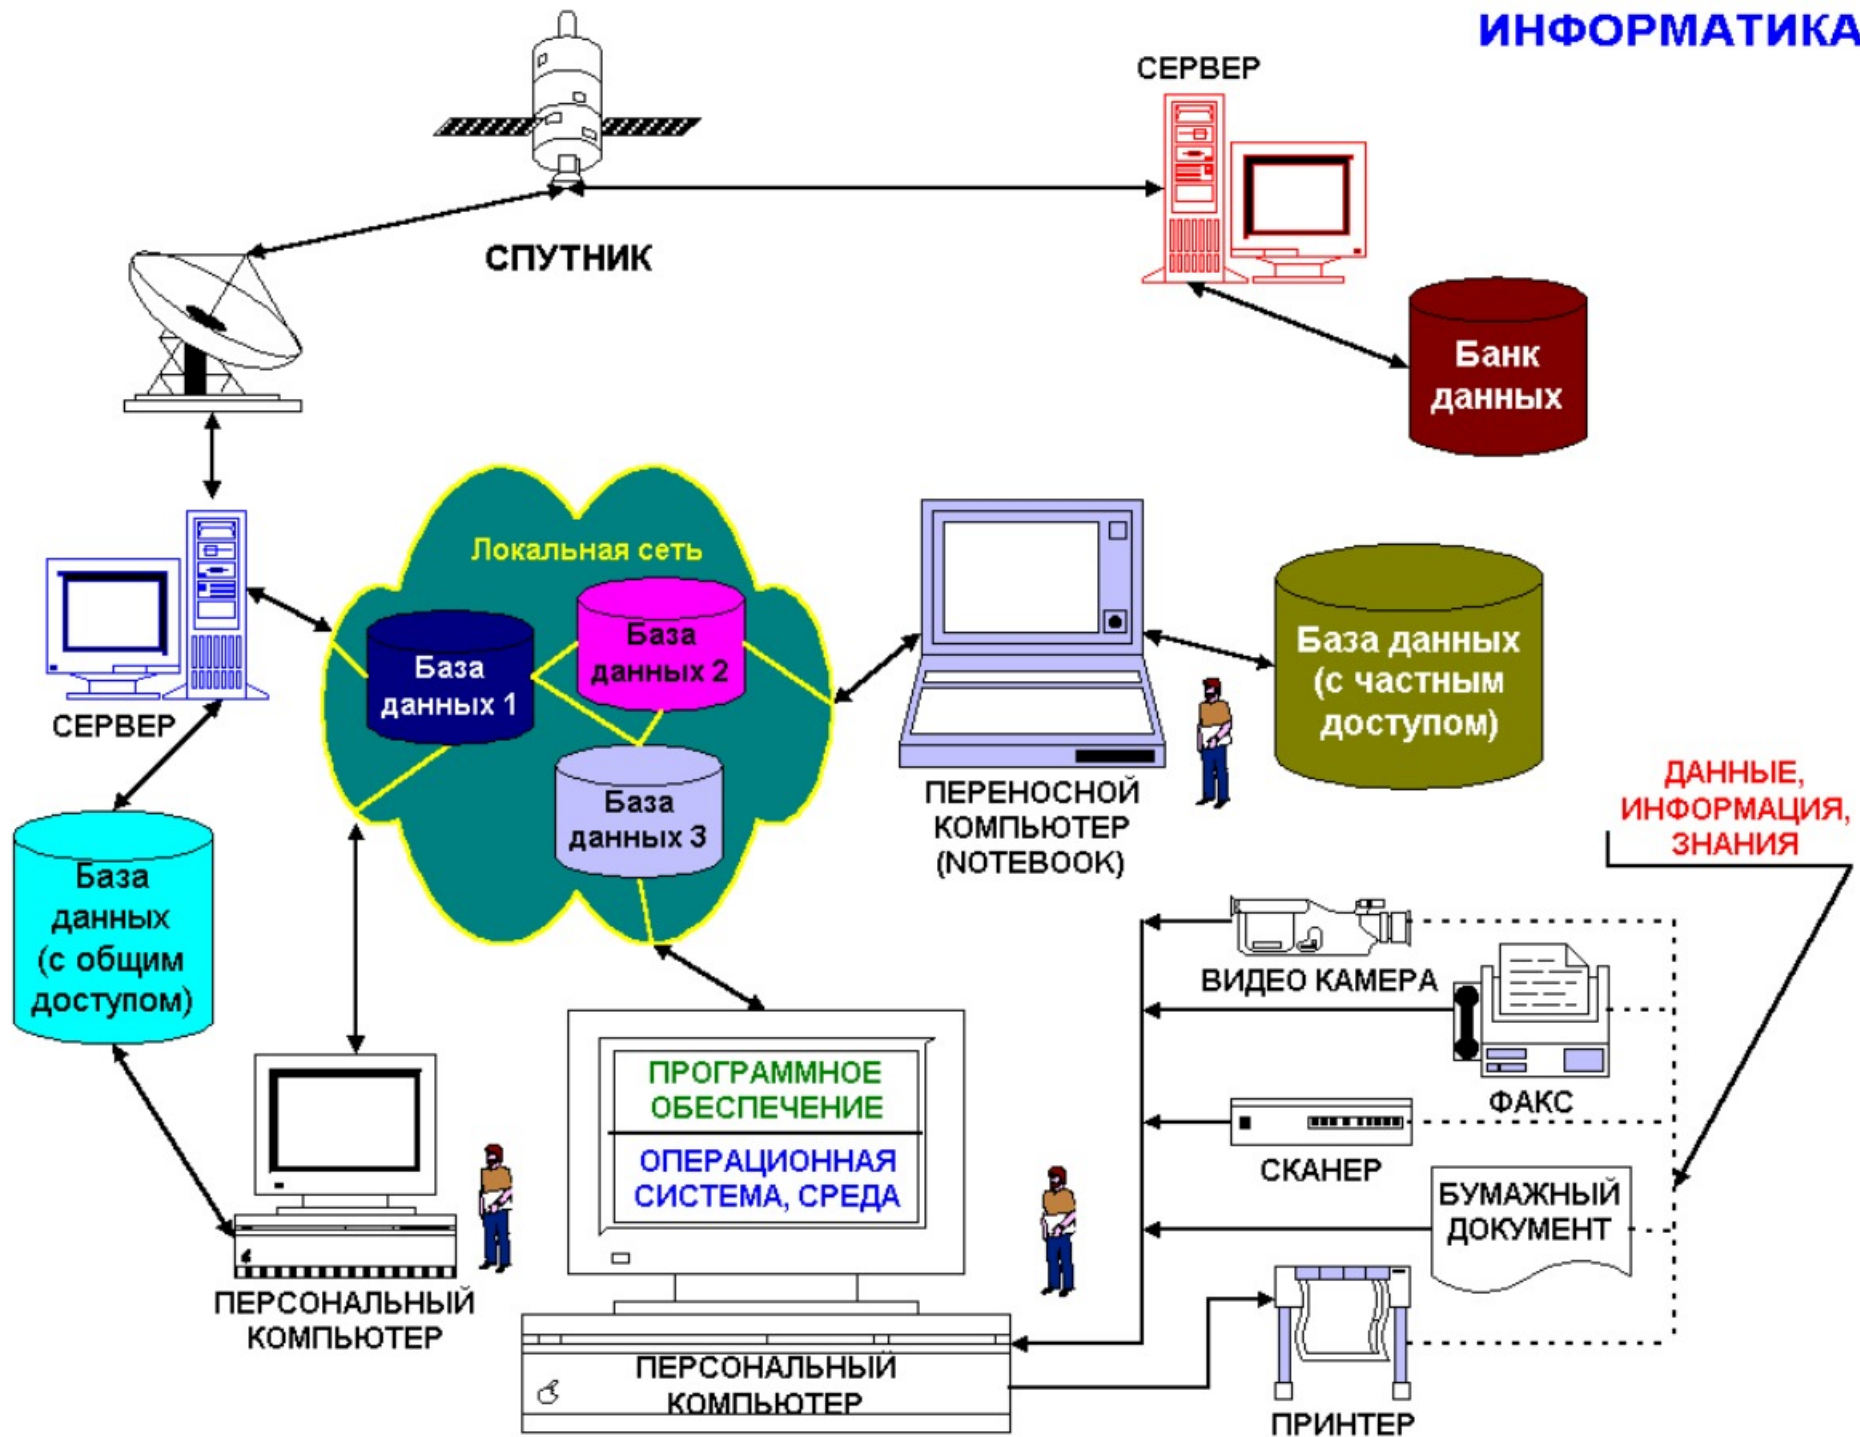 ИНФОРМАТИКА
СЕРВЕР
СПУТНИК
Банк
данных
Локальная сеть
База
данных 1
База
данных 2
База
данных 3
СЕРВЕР
База данных
(с частным
доступом)
ПЕРЕНОСНОЙ
КОМПЬЮТЕР
(NOTEBOOK)
ДАННЫЕ,
ИНФОРМАЦИЯ,
ЗНАНИЯ
База
данных
(с общим
доступом)
ВИДЕО КАМЕРА
ФАКС
СКАНЕР
БУМАЖНЫЙ
ДОКУМЕНТ
ПРИНТЕР
ПРОГРАММНОЕ
ОБЕСПЕЧЕНИЕ
ОПЕРАЦИОННАЯ
СИСТЕМА, СРЕДА
ПЕРСОНАЛЬНЫЙ
КОМПЬЮТЕР
ПЕРСОНАЛЬНЫЙ
КОМПЬЮТЕР